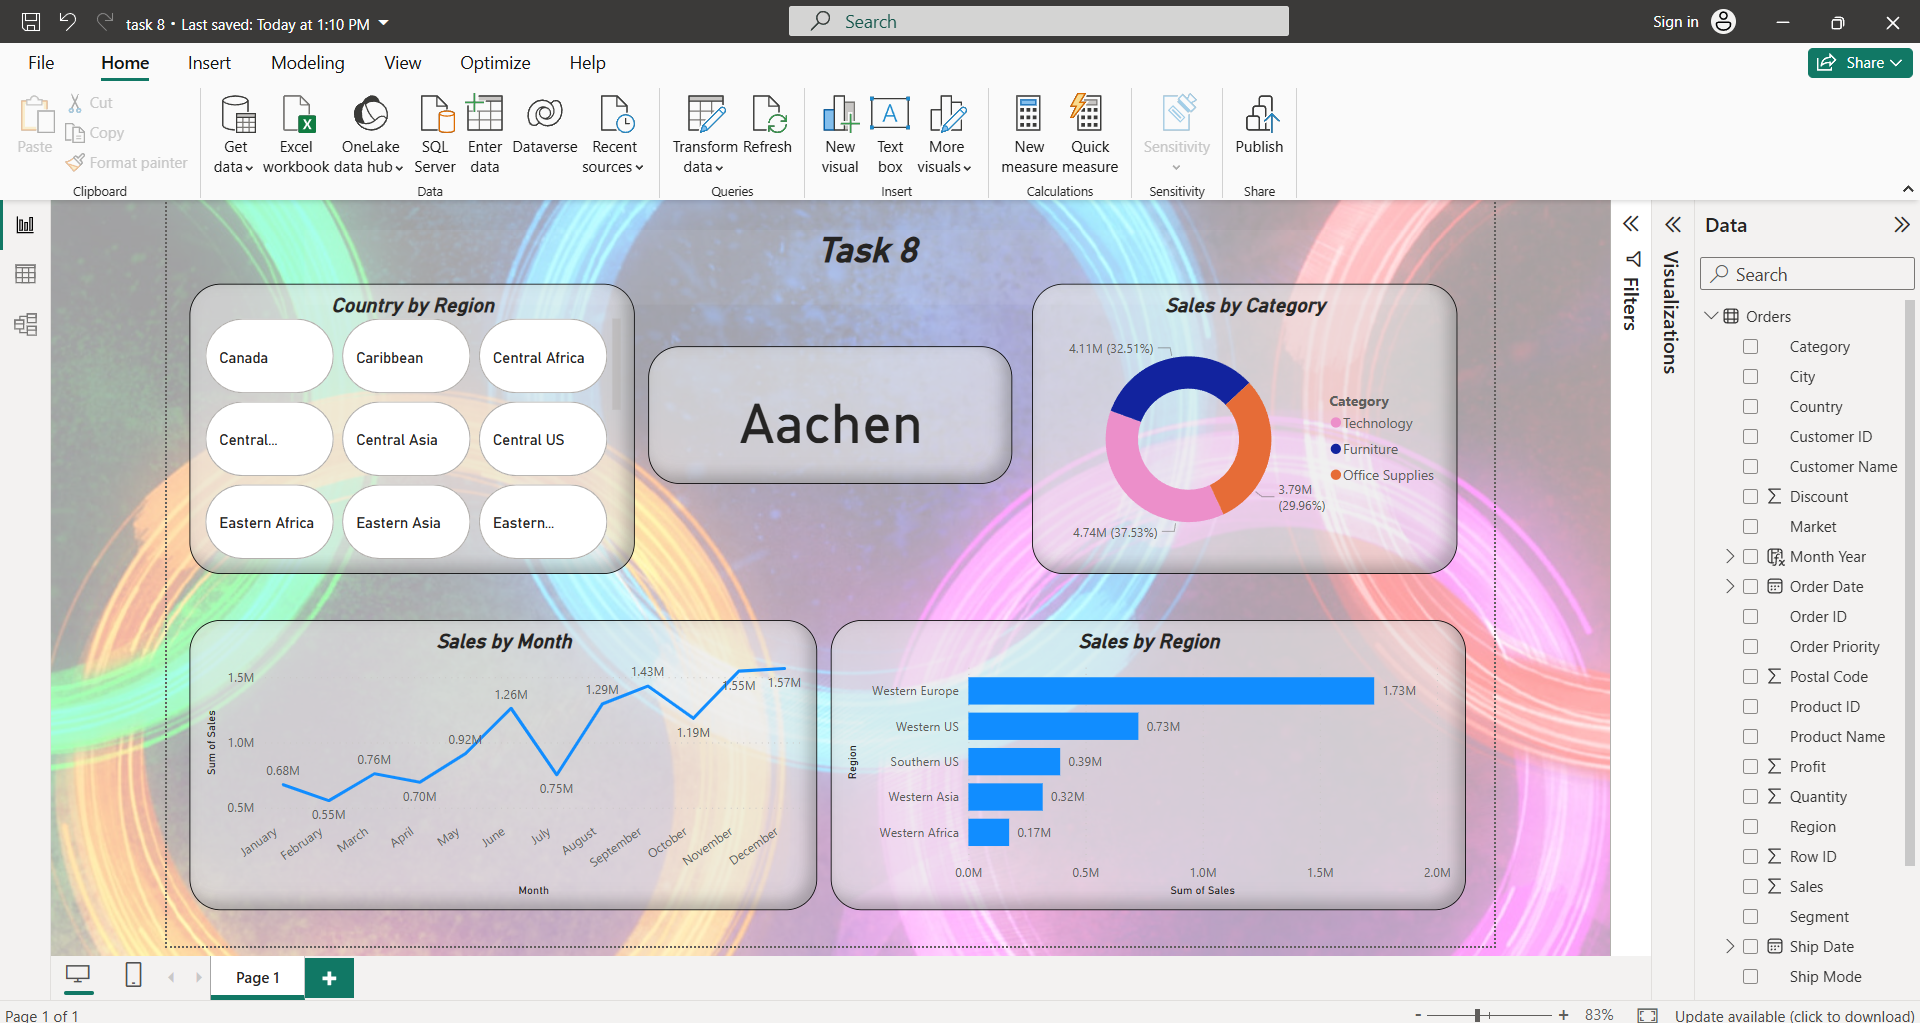 task 8 • Last saved: Today at 1:10 PM
Search
Sign in
File Home Insert Modeling View Optimize Help
Share
Paste
Cut
Copy
Format painter
Clipboard
Get data
Excel workbook
OneLake data hub
SQL Server
Enter data
Dataverse
Recent sources
Data
Transform data
Refresh
Queries
New visual
Text box
More visuals
Insert
New measure
Quick measure
Calculations
Sensitivity
Sensitivity
Publish
Share
Task 8
Country by Region
Canada
Caribbean
Central Africa
Central...
Central Asia
Central US
Eastern Africa
Eastern Asia
Eastern...
Aachen
Sales by Category
4.11M (32.51%)
3.79M
(29.96%)
4.74M (37.53%)
Category
Technology
Furniture
Office Supplies
Sales by Month
Sum of Sales
1.5M
1.0M
0.5M
0.68M
0.55M
0.76M
0.70M
0.92M
1.26M
0.75M
1.29M
1.43M
1.19M
1.55M
1.57M
January
February
March
April
May
June
July
August
September
October
November
December
Month
Sales by Region
Region
Western Europe 1.73M
Western US 0.73M
Southern US 0.39M
Western Asia 0.32M
Western Africa 0.17M
0.0M 0.5M 1.0M 1.5M 2.0M
Sum of Sales
Filters
Visualizations
Data
Search
Orders
Category
City
Country
Customer ID
Customer Name
Discount
Market
Month Year
Order Date
Order ID
Order Priority
Postal Code
Product ID
Product Name
Profit
Quantity
Region
Row ID
Sales
Segment
Ship Date
Ship Mode
Page 1
Page 1 of 1
83%
Update available (click to download)